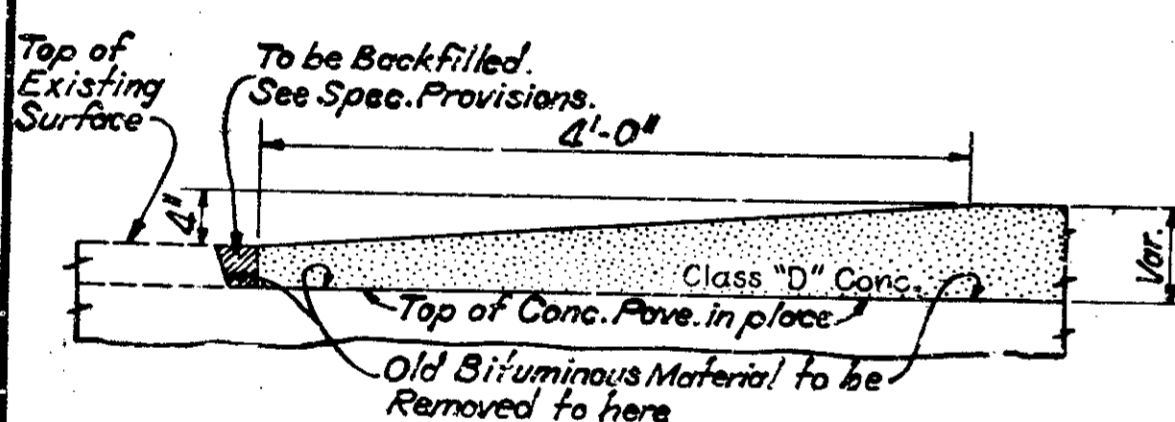 Top of
Existing
Surface
To be Backfilled.
See Spec. Provisions.
4'-0"
4"
Var.
Class "D" Conc.
Top of Conc. Pave. in place
Old Bituminous Material to be
Removed to here